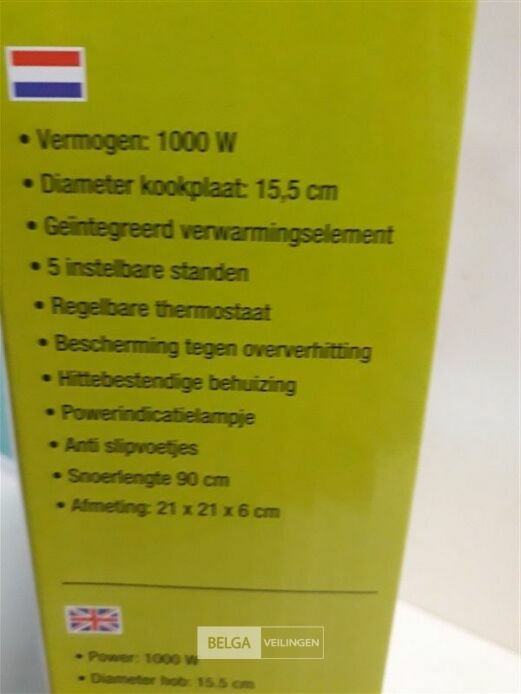 • Vermogen: 1000 W
• Diameter kookplaat: 15,5 cm
• Geïntegreerd verwarmingselement
• 5 instelbare standen
• Regelbare thermostaat
• Bescherming tegen oververhitting
• Hittebestendige behuizing
• Powerindicatielampje
• Anti slipvoetjes
• Snoerlengte 90 cm
• Afmeting: 21 x 21 x 6 cm
BELGA VEILINGEN
• Power: 1000 W
• Diameter hob: 15.5 cm